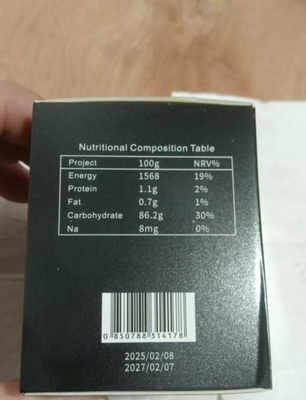 Nutritional Composition Table
Project 100g NRV%
Energy 1568 19%
Protein 1.1g 2%
Fat 0.7g 1%
Carbohydrate 86.2g 30%
Na 8mg 0%
0 850788 314178
2025/02/08
2027/02/07